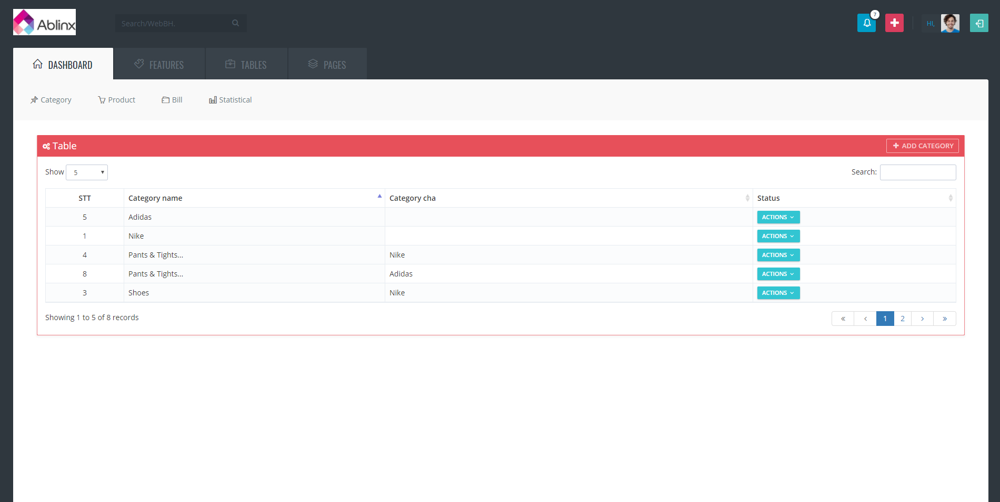 Ablinx
Search/WebBH.
7
HI,
DASHBOARD
FEATURES
TABLES
PAGES
Category
Product
Bill
Statistical
Table
ADD CATEGORY
Show 5
Search:
STT Category name Category cha Status
5 Adidas ACTIONS
1 Nike ACTIONS
4 Pants & Tights... Nike ACTIONS
8 Pants & Tights... Adidas ACTIONS
3 Shoes Nike ACTIONS
Showing 1 to 5 of 8 records
« ‹ 1 2 › »